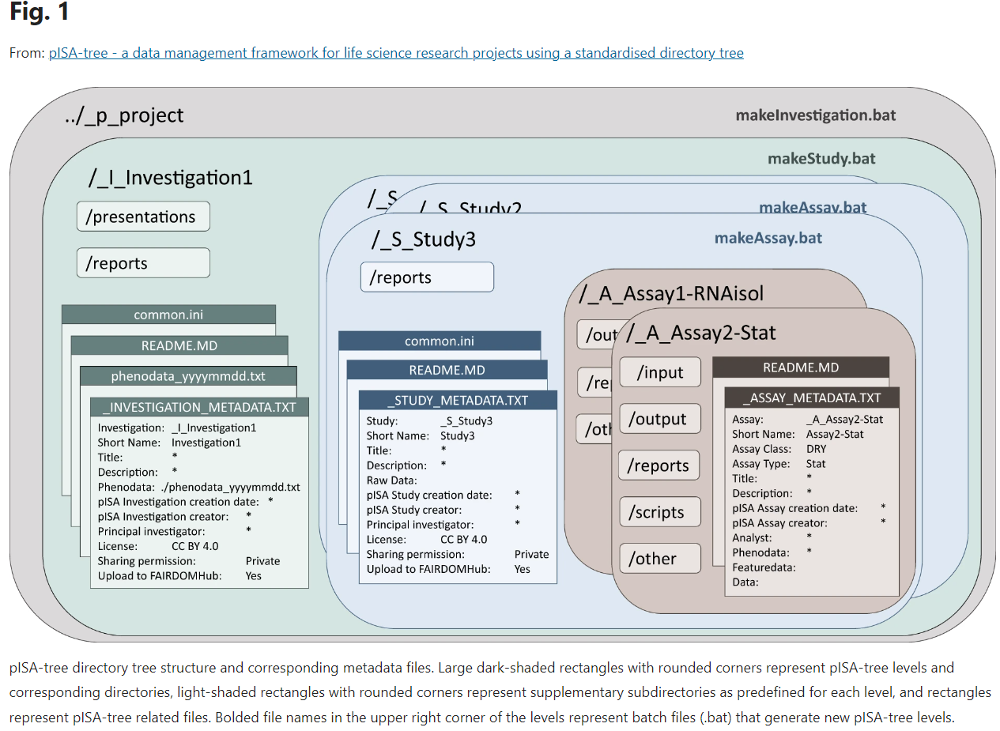 Fig. 1
From: pISA-tree - a data management framework for life science research projects using a standardised directory tree
../_p_project
makeInvestigation.bat
makeStudy.bat
/_I_Investigation1
/presentations
/reports
common.ini
README.MD
phenodata_yyyymmdd.txt
_INVESTIGATION_METADATA.TXT
Investigation: _I_Investigation1
Short Name: Investigation1
Title: *
Description: *
Phenodata: ./phenodata_yyyymmdd.txt
pISA Investigation creation date: *
pISA Investigation creator: *
Principal investigator: *
License: CC BY 4.0
Sharing permission: Private
Upload to FAIRDOMHub: Yes
/_S
/_S_Study2
makeAssay.bat
/_S_Study3
makeAssay.bat
/reports
common.ini
README.MD
_STUDY_METADATA.TXT
Study: _S_Study3
Short Name: Study3
Title: *
Description: *
Raw Data:
pISA Study creation date: *
pISA Study creator: *
Principal investigator: *
License: CC BY 4.0
Sharing permission: Private
Upload to FAIRDOMHub: Yes
/_A_Assay1-RNAisol
/out
/re
/oth
/_A_Assay2-Stat
/input
/output
/reports
/scripts
/other
README.MD
_ASSAY_METADATA.TXT
Assay: _A_Assay2-Stat
Short Name: Assay2-Stat
Assay Class: DRY
Assay Type: Stat
Title: *
Description: *
pISA Assay creation date: *
pISA Assay creator: *
Analyst: *
Phenodata: *
Featuredata:
Data:
pISA-tree directory tree structure and corresponding metadata files. Large dark-shaded rectangles with rounded corners represent pISA-tree levels and
corresponding directories, light-shaded rectangles with rounded corners represent supplementary subdirectories as predefined for each level, and rectangles
represent pISA-tree related files. Bolded file names in the upper right corner of the levels represent batch files (.bat) that generate new pISA-tree levels.